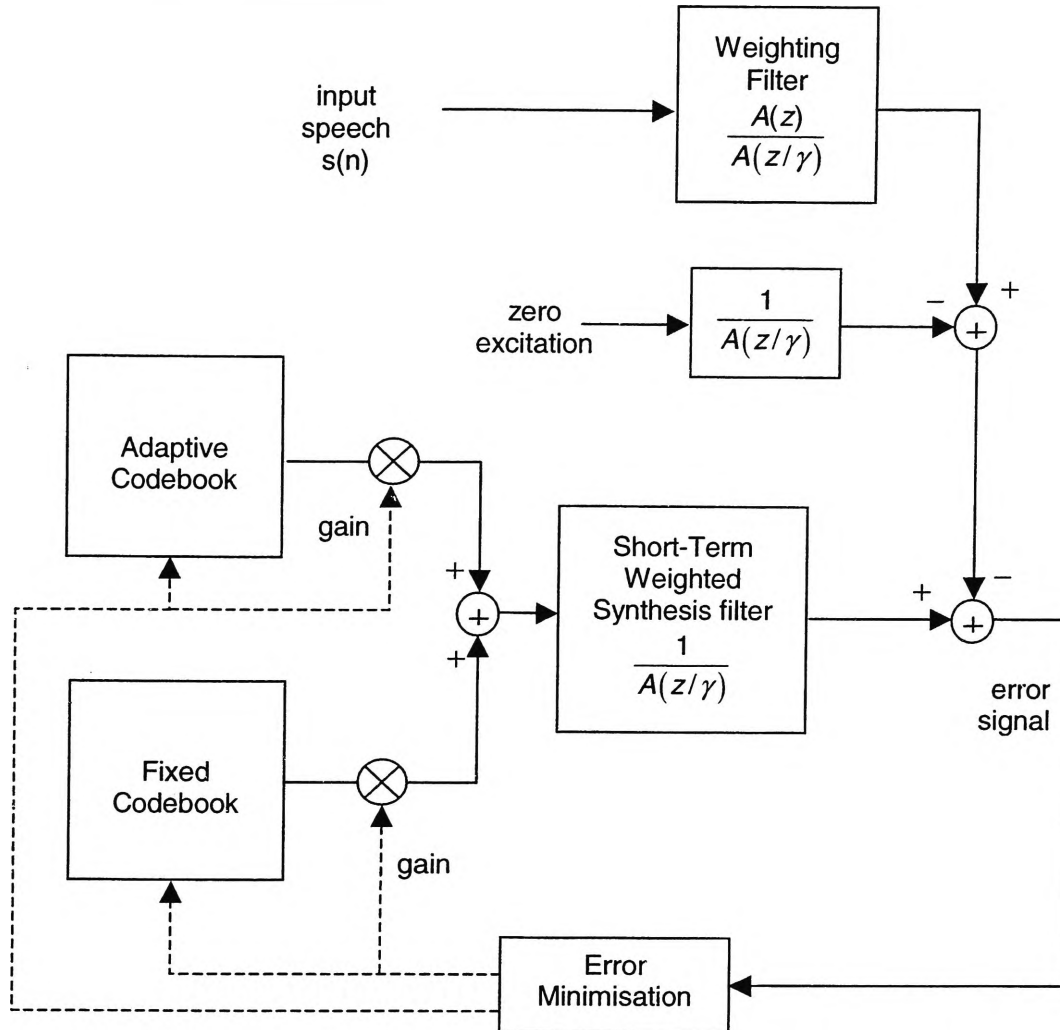 Weighting
Filter
A(z)
A(z/γ)
input
speech
s(n)
+
−
+
zero
excitation
1
A(z/γ)
Adaptive
Codebook
gain
+
+
+
Short-Term
Weighted
Synthesis filter
1
A(z/γ)
+
−
+
error
signal
Fixed
Codebook
gain
Error
Minimisation